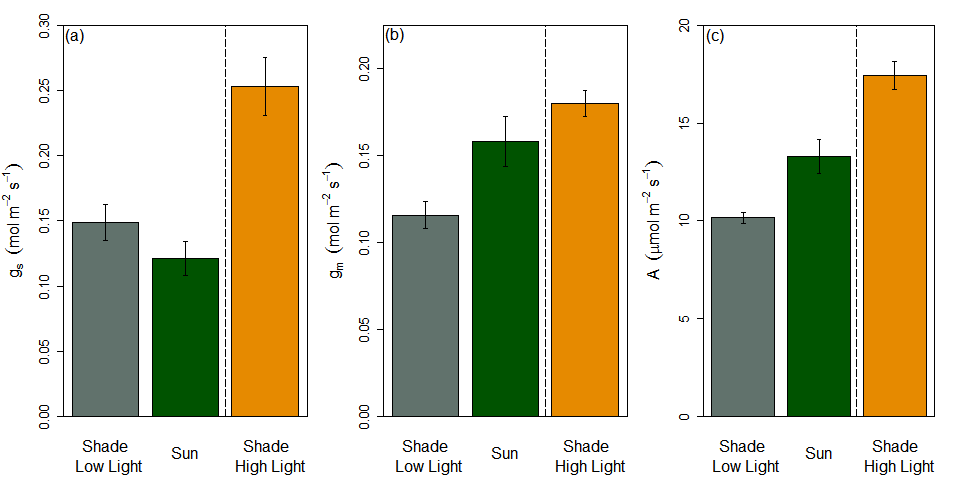 (a)
g_s (mol m⁻² s⁻¹)
0.30
0.25
0.20
0.15
0.10
0.05
0.00
Shade
Low Light
Sun
Shade
High Light
(b)
g_m (mol m⁻² s⁻¹)
0.20
0.15
0.10
0.05
0.00
Shade
Low Light
Sun
Shade
High Light
(c)
A (μmol m⁻² s⁻¹)
20
15
10
5
0
Shade
Low Light
Sun
Shade
High Light